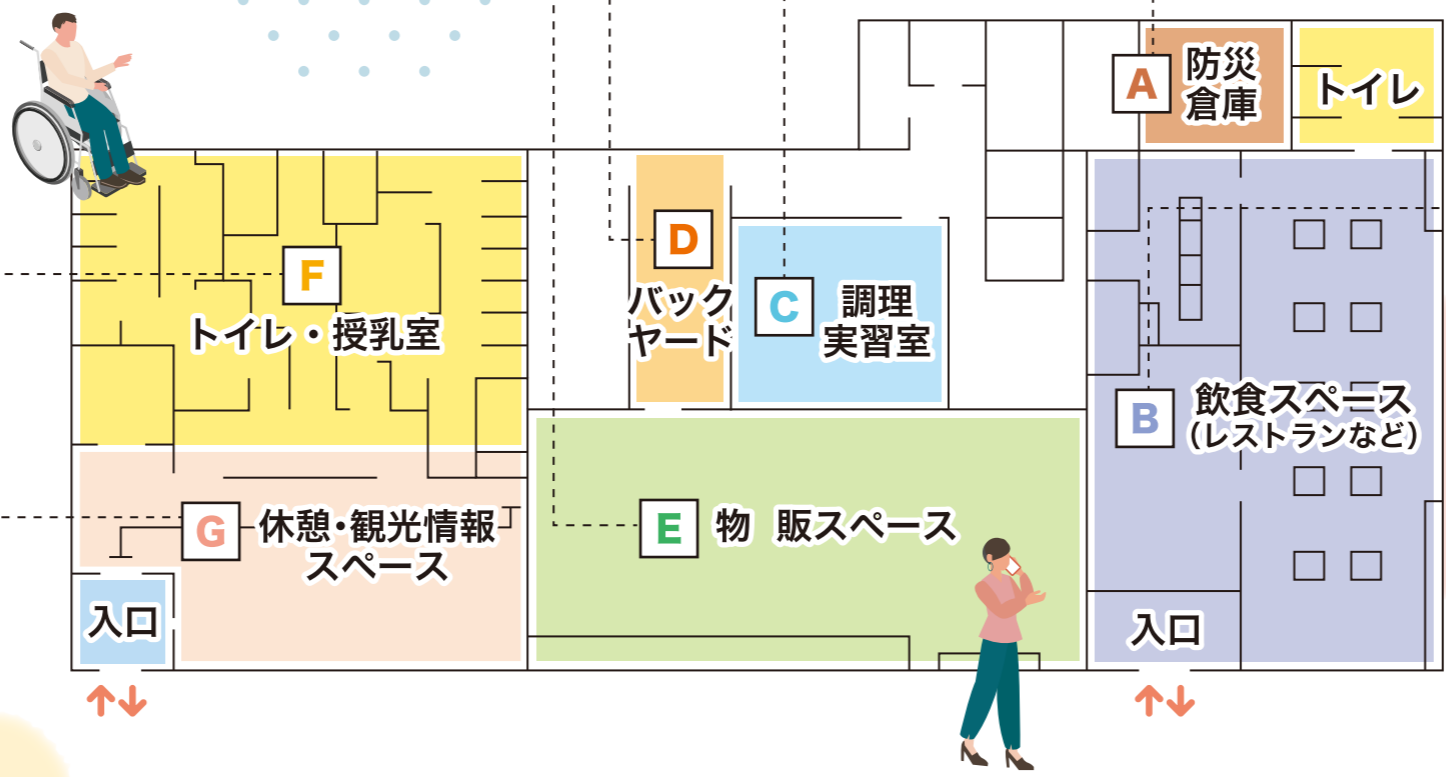 A
防災
倉庫
トイレ
F
トイレ・授乳室
D
バック
ヤード
C
調理
実習室
B
飲食スペース
(レストランなど)
G
休憩・観光情報
スペース
E
物 販スペース
入口
入口